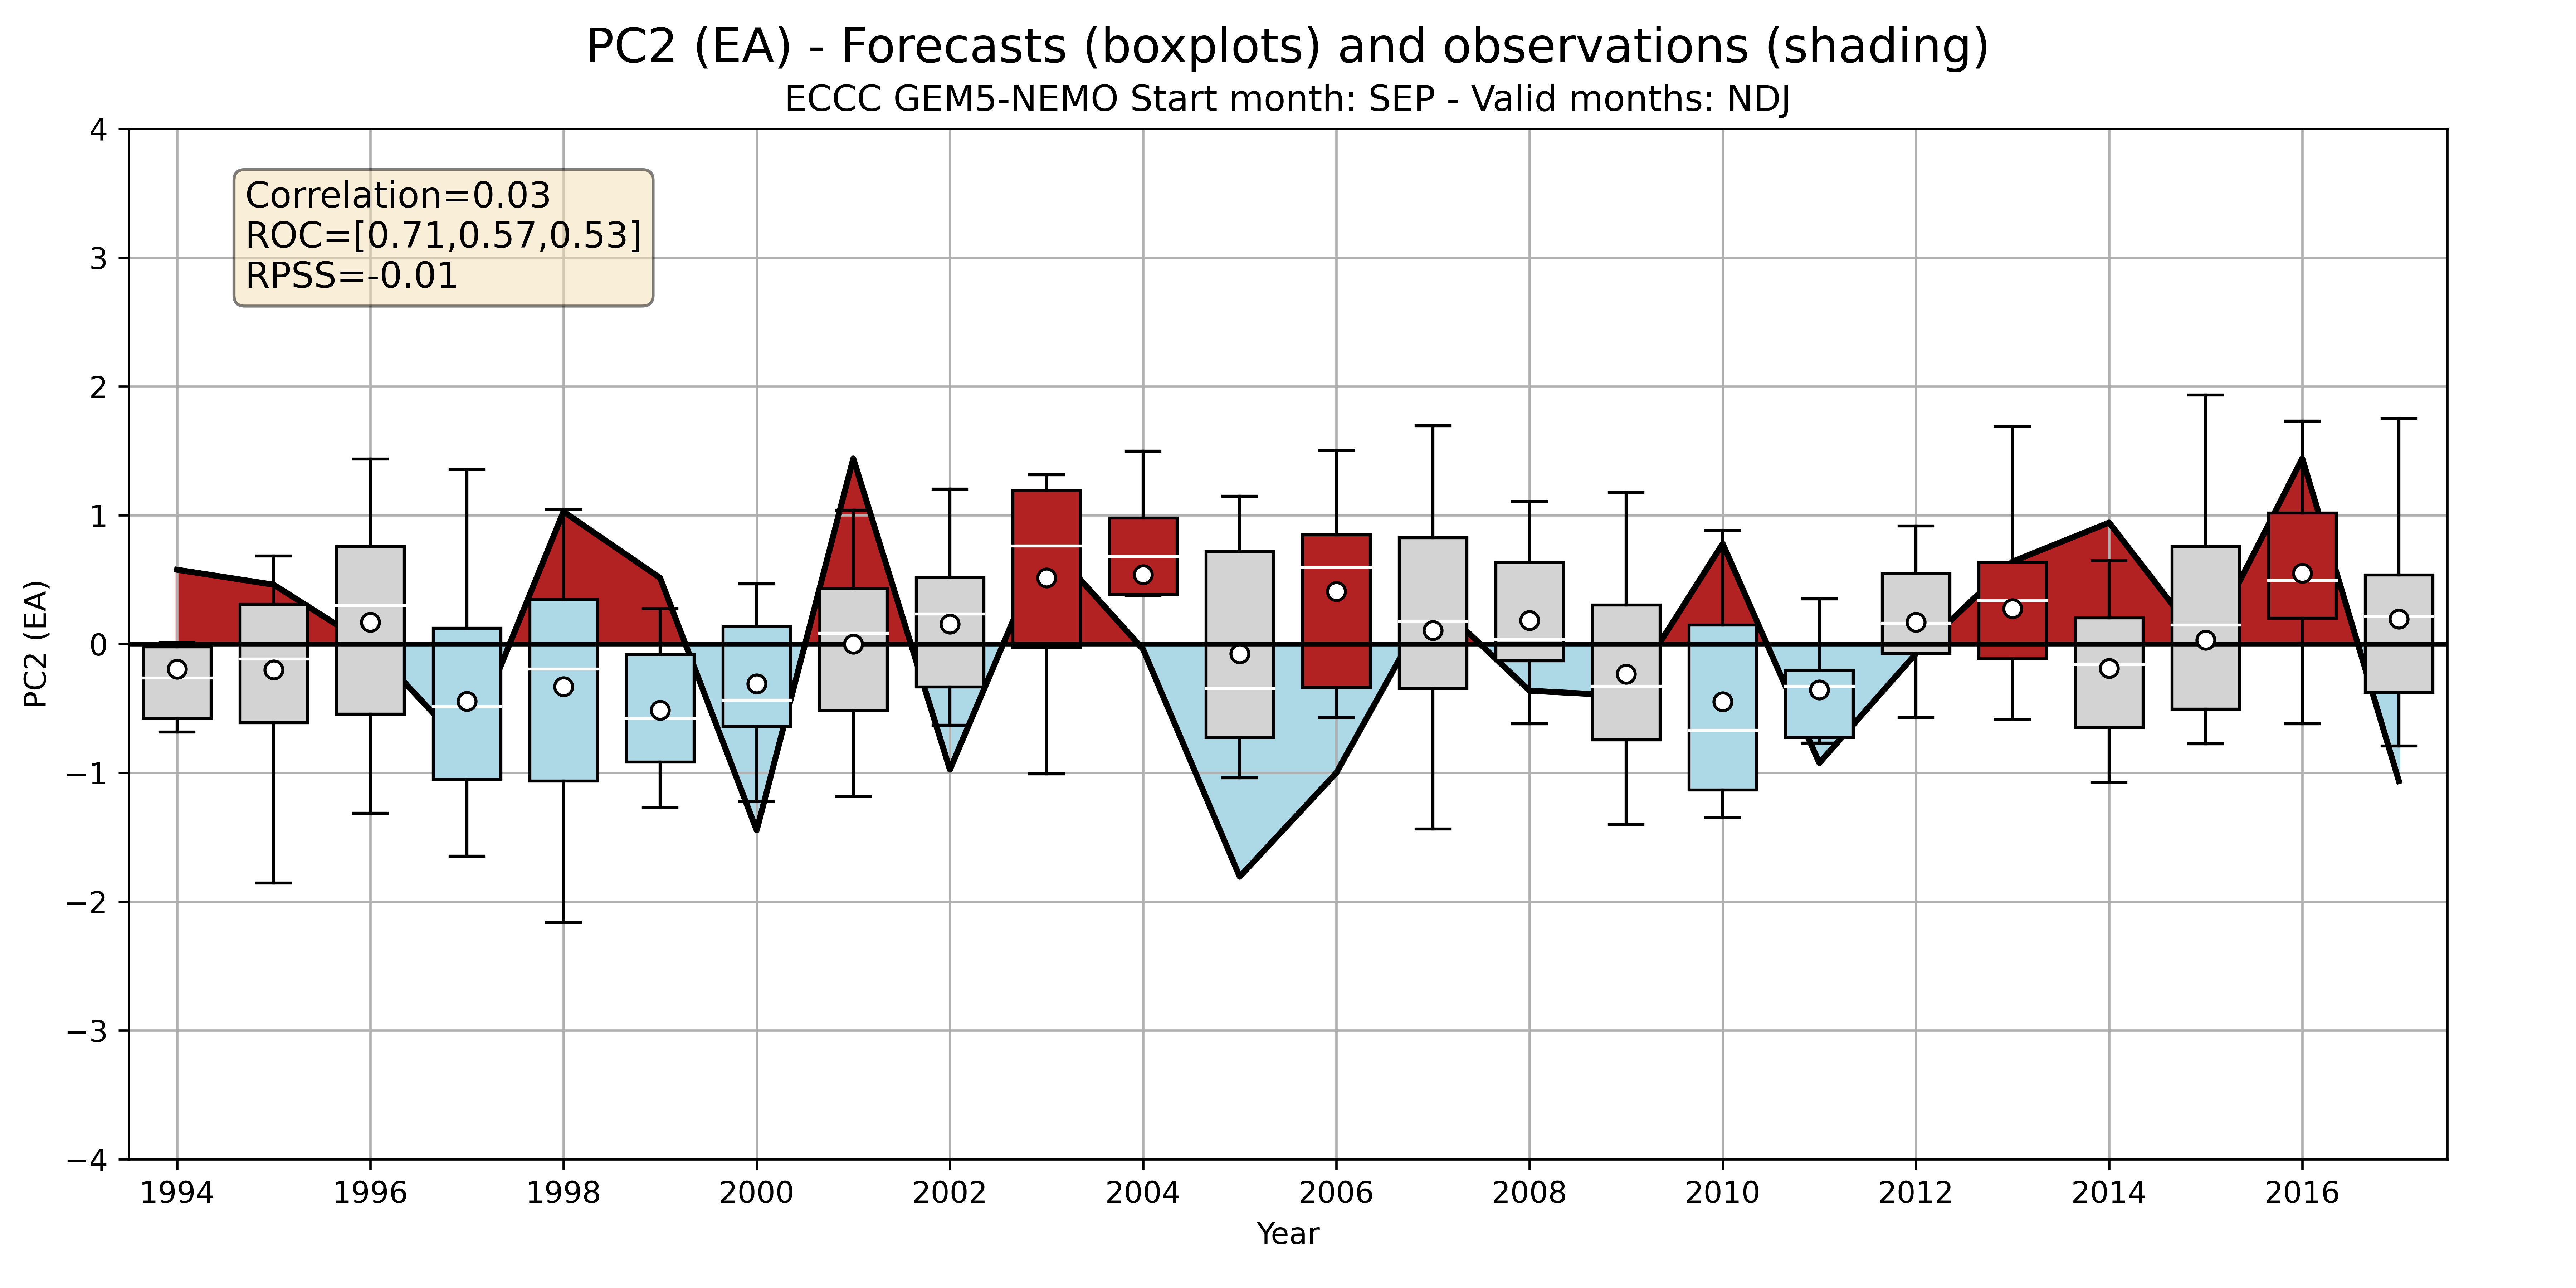 PC2 (EA) - Forecasts (boxplots) and observations (shading)
ECCC GEM5-NEMO Start month: SEP - Valid months: NDJ
Correlation=0.03
ROC=[0.71,0.57,0.53]
RPSS=-0.01
PC2 (EA)
4
3
2
1
0
−1
−2
−3
−4
1994 1996 1998 2000 2002 2004 2006 2008 2010 2012 2014 2016
Year